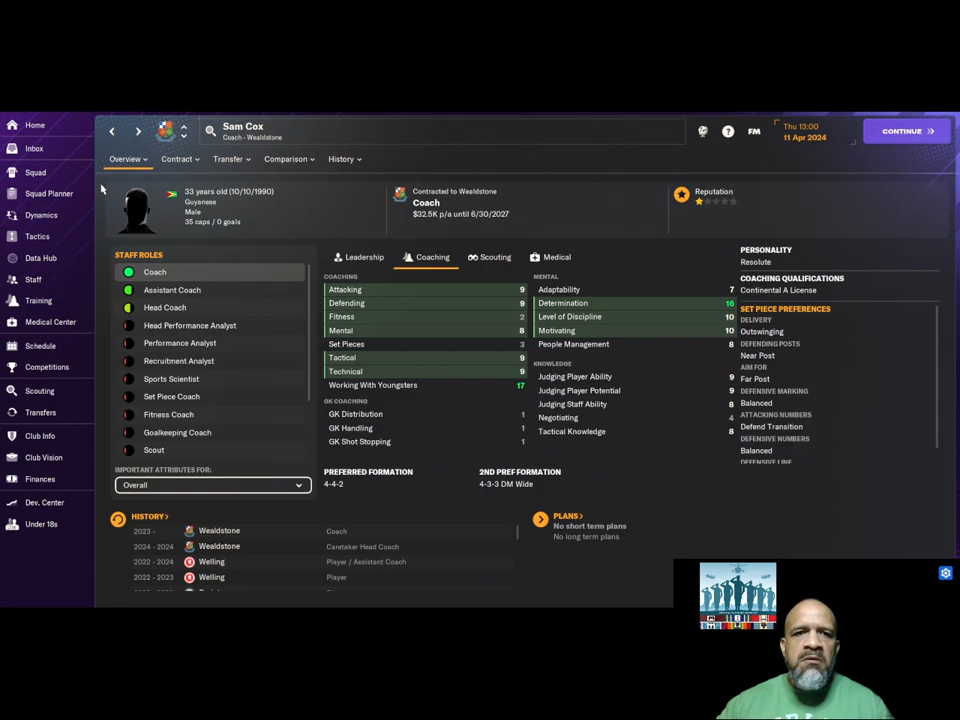 Home
Inbox
Squad
Squad Planner
Dynamics
Tactics
Data Hub
Staff
Training
Medical Center
Schedule
Competitions
Scouting
Transfers
Club Info
Club Vision
Finances
Dev. Center
Under 18s
Sam Cox
Coach - Wealdstone
FM
Thu 13:00
11 Apr 2024
CONTINUE
Overview
Contract
Transfer
Comparison
History
33 years old (10/10/1990)
Guyanese
Male
35 caps / 0 goals
Contracted to Wealdstone
Coach
$32.5K p/a until 6/30/2027
Reputation
STAFF ROLES
Coach
Assistant Coach
Head Coach
Head Performance Analyst
Performance Analyst
Recruitment Analyst
Sports Scientist
Set Piece Coach
Fitness Coach
Goalkeeping Coach
Scout
IMPORTANT ATTRIBUTES FOR:
Overall
Leadership
Coaching
Scouting
Medical
COACHING
Attacking 9
Defending 9
Fitness 2
Mental 8
Set Pieces 3
Tactical 9
Technical 9
Working With Youngsters 17
GK COACHING
GK Distribution 1
GK Handling 1
GK Shot Stopping 1
MENTAL
Adaptability 7
Determination 16
Level of Discipline 10
Motivating 10
People Management 8
KNOWLEDGE
Judging Player Ability 9
Judging Player Potential 9
Judging Staff Ability 8
Negotiating 4
Tactical Knowledge 8
PREFERRED FORMATION
4-4-2
2ND PREF FORMATION
4-3-3 DM Wide
PERSONALITY
Resolute
COACHING QUALIFICATIONS
Continental A License
SET PIECE PREFERENCES
DELIVERY
Outswinging
DEFENDING POSTS
Near Post
AIM FOR
Far Post
DEFENSIVE MARKING
Balanced
ATTACKING NUMBERS
Defend Transition
DEFENSIVE NUMBERS
Balanced
DEFENSIVE LINE
HISTORY >
2023 - Wealdstone Coach
2024 - 2024 Wealdstone Caretaker Head Coach
2022 - 2024 Welling Player / Assistant Coach
2022 - 2023 Welling Player
PLANS >
No short term plans
No long term plans